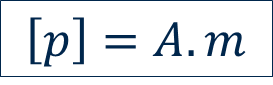 [p] = A.m